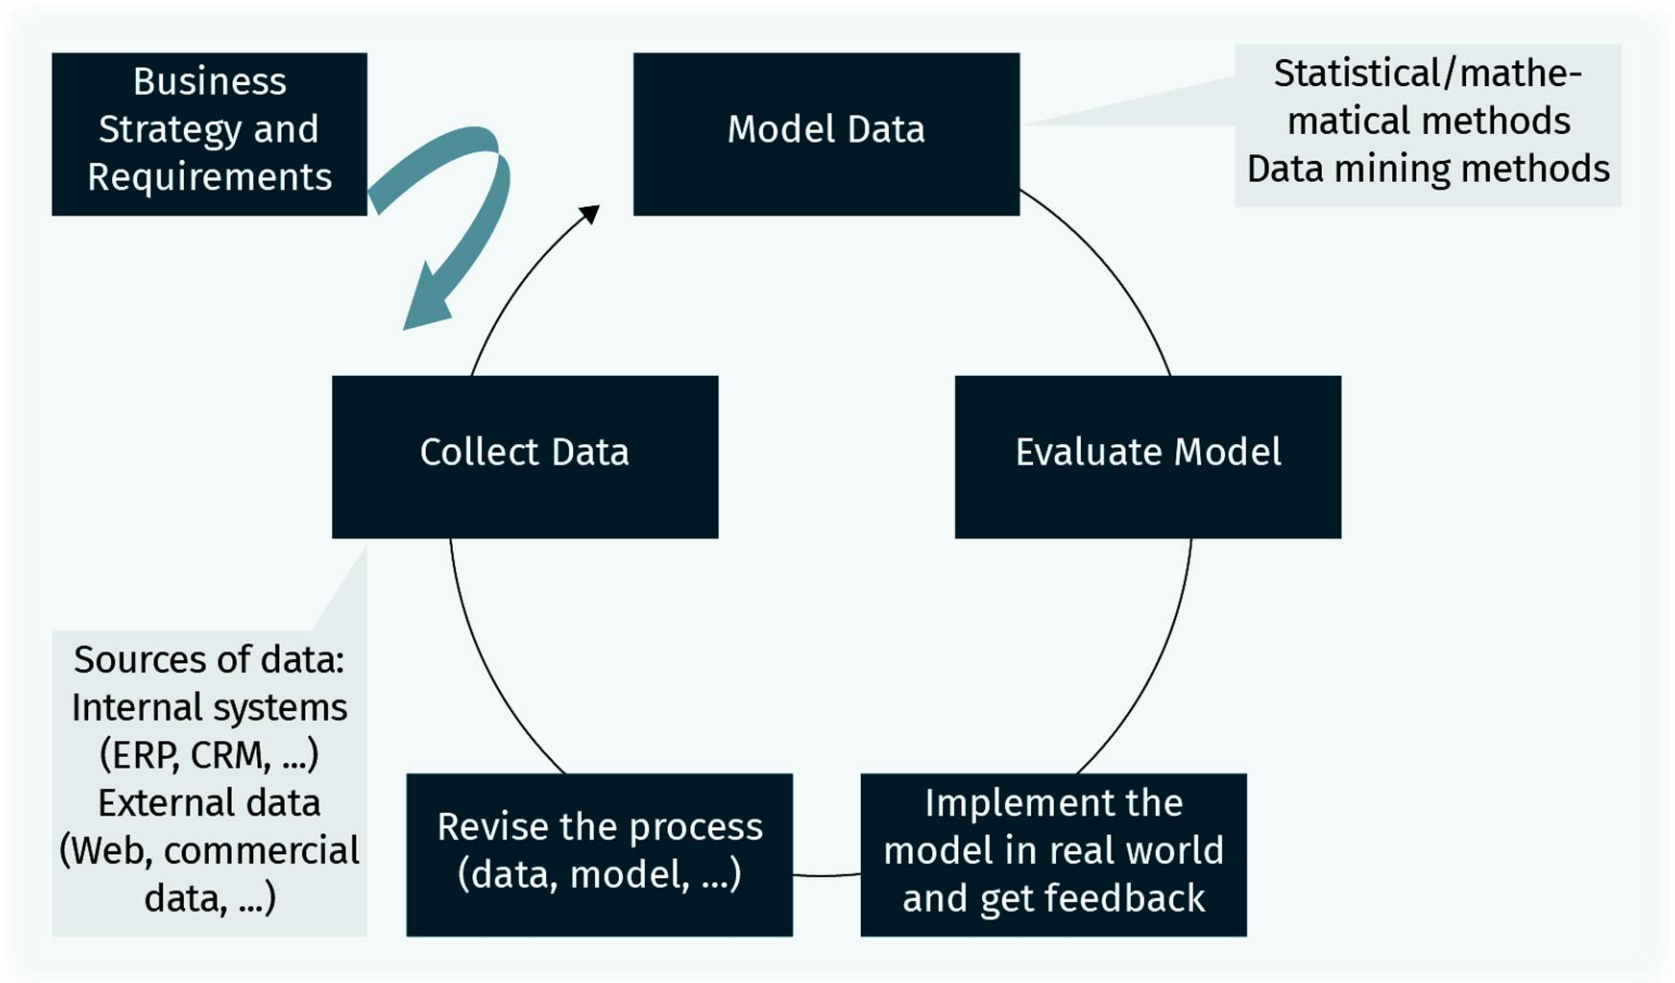 Business
Strategy and
Requirements
Model Data
Statistical/mathe-
matical methods
Data mining methods
Collect Data
Evaluate Model
Sources of data:
Internal systems
(ERP, CRM, ...)
External data
(Web, commercial
data, ...)
Revise the process
(data, model, ...)
Implement the
model in real world
and get feedback